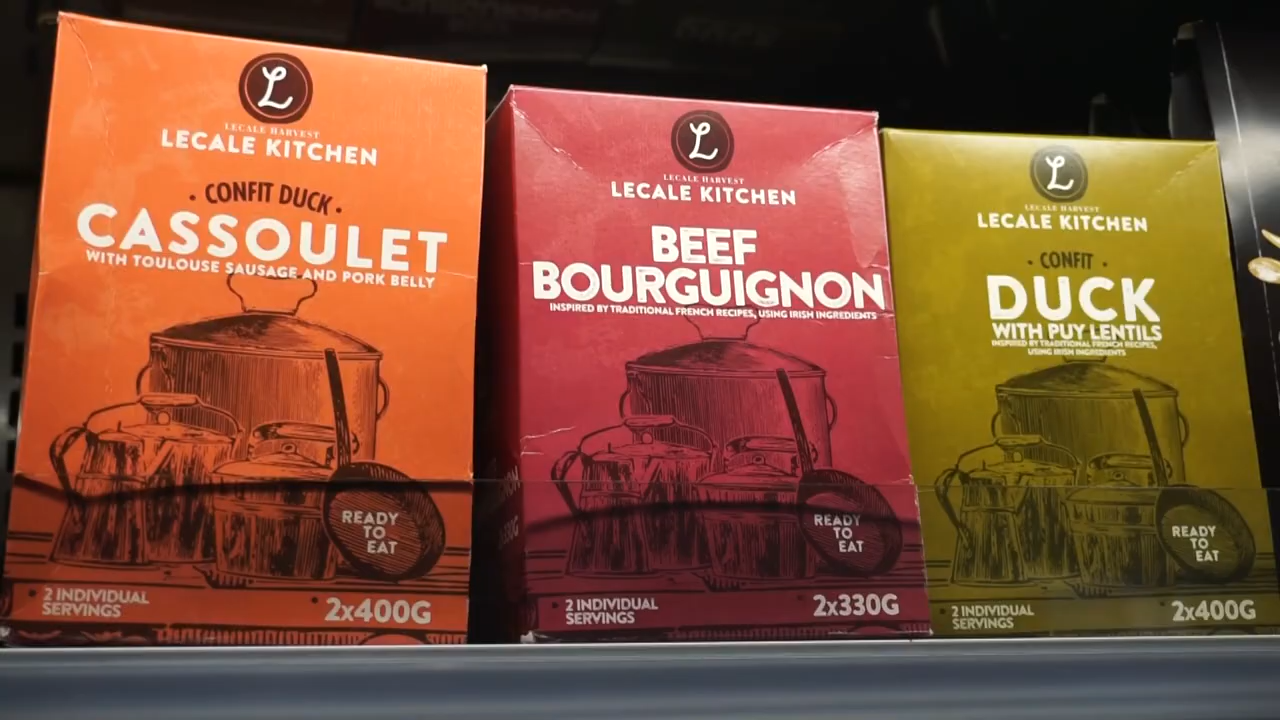 L
LECALE HARVEST
LECALE KITCHEN
· CONFIT DUCK ·
CASSOULET
WITH TOULOUSE SAUSAGE AND PORK BELLY
READY
TO
EAT
2 INDIVIDUAL
SERVINGS
2x400G
L
LECALE HARVEST
LECALE KITCHEN
BEEF
BOURGUIGNON
INSPIRED BY TRADITIONAL FRENCH RECIPES, USING IRISH INGREDIENTS
READY
TO
EAT
2 INDIVIDUAL
SERVINGS
2x330G
L
LECALE HARVEST
LECALE KITCHEN
· CONFIT ·
DUCK
WITH PUY LENTILS
INSPIRED BY TRADITIONAL FRENCH RECIPES,
USING IRISH INGREDIENTS
READY
TO
EAT
2 INDIVIDUAL
SERVINGS
2x400G